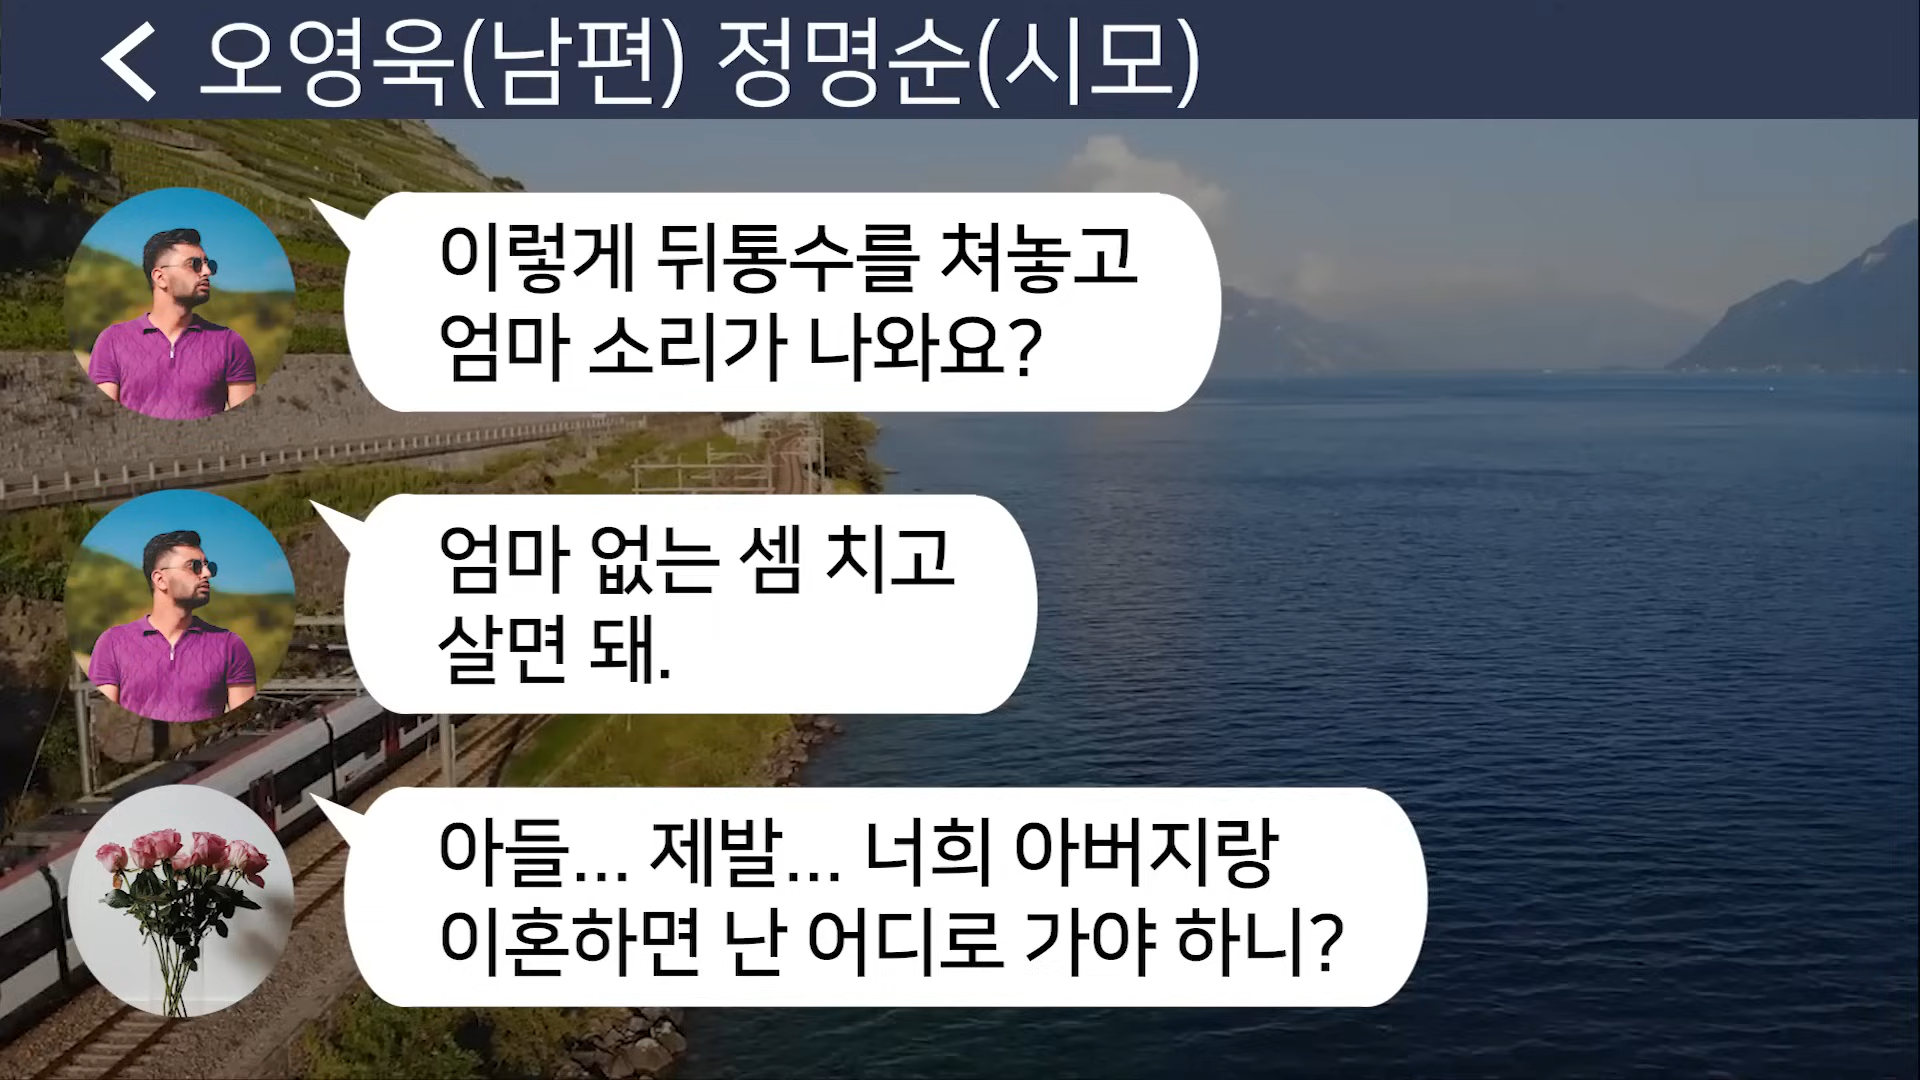 오영욱(남편) 정명순(시모)
이렇게 뒤통수를 쳐놓고
엄마 소리가 나와요?
엄마 없는 셈 치고
살면 돼.
아들... 제발... 너희 아버지랑
이혼하면 난 어디로 가야 하니?